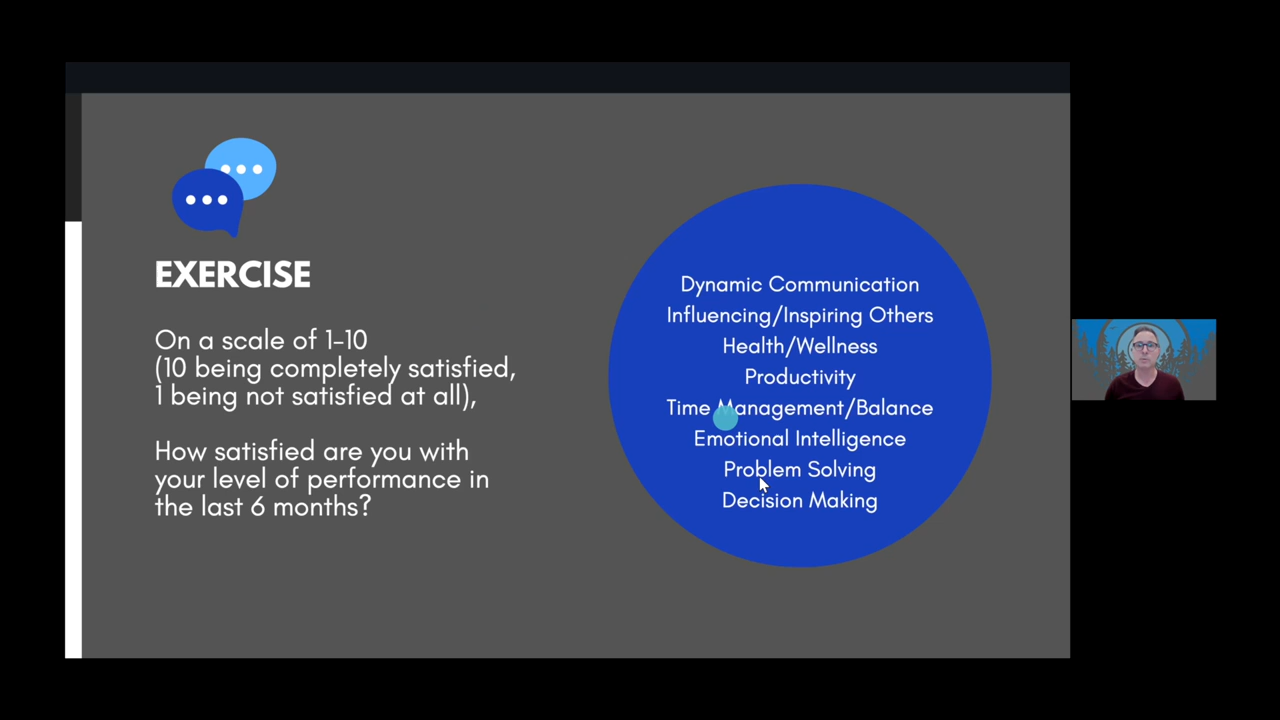 EXERCISE
On a scale of 1-10
(10 being completely satisfied,
1 being not satisfied at all),
How satisfied are you with
your level of performance in
the last 6 months?
Dynamic Communication
Influencing/Inspiring Others
Health/Wellness
Productivity
Time Management/Balance
Emotional Intelligence
Problem Solving
Decision Making